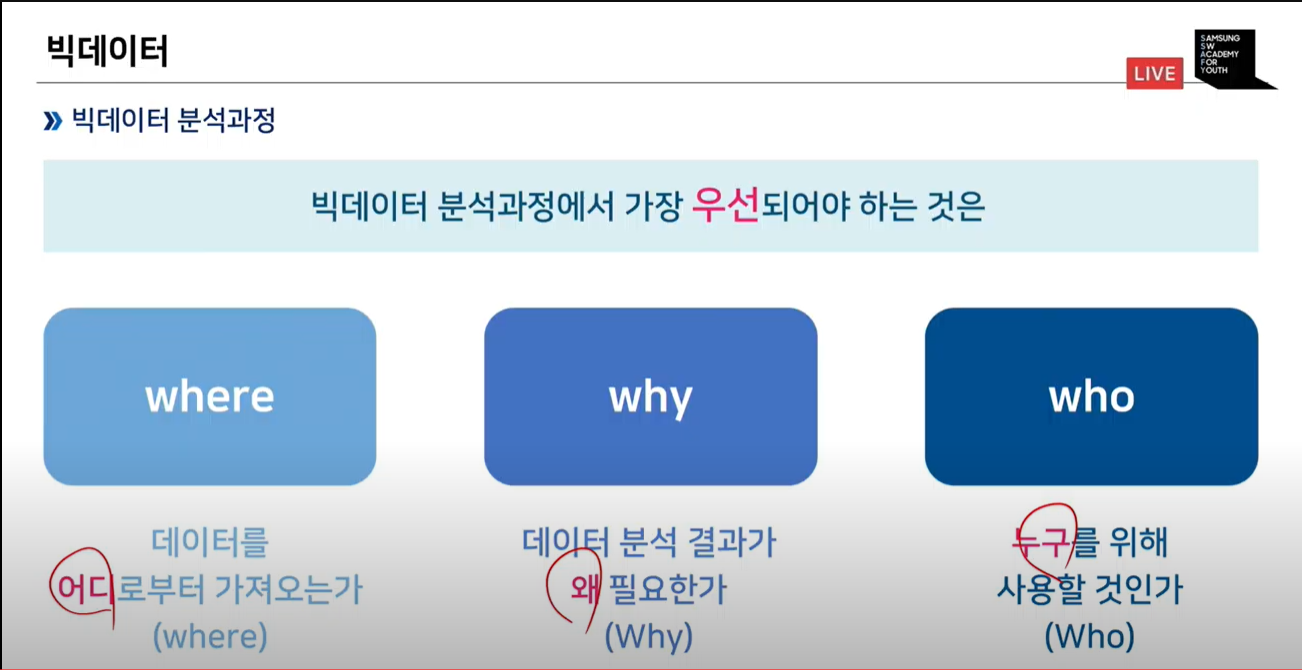 빅데이터
LIVE
SAMSUNG
SW
ACADEMY
FOR
YOUTH
빅데이터 분석과정
빅데이터 분석과정에서 가장 우선되어야 하는 것은
where
why
who
데이터를
어디로부터 가져오는가
(where)
데이터 분석 결과가
왜 필요한가
(Why)
누구를 위해
사용할 것인가
(Who)